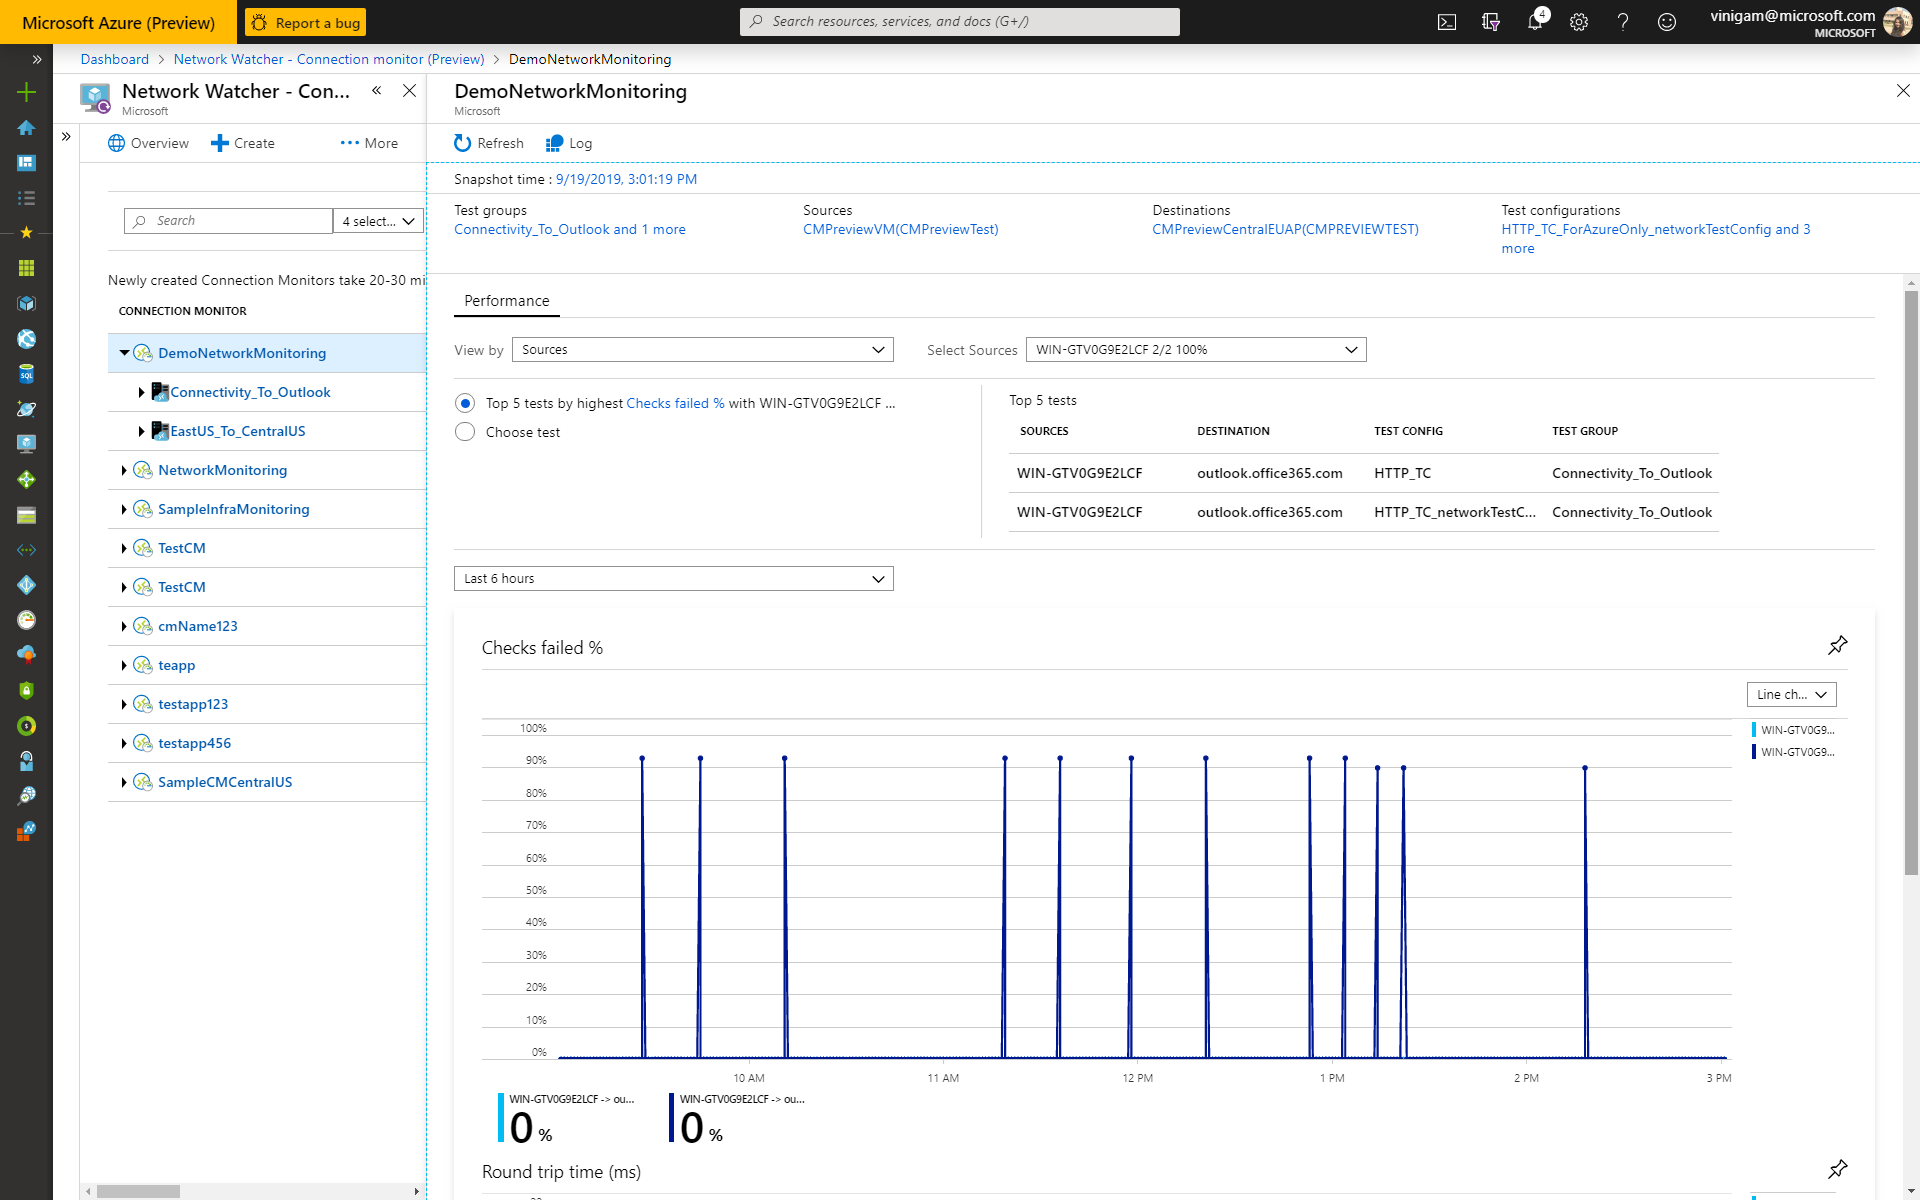 Microsoft Azure (Preview)
Report a bug
Search resources, services, and docs (G+/)
4
vinigam@microsoft.com
MICROSOFT
Dashboard > Network Watcher - Connection monitor (Preview) > DemoNetworkMonitoring
Network Watcher - Con...
Microsoft
Overview
Create
More
Search
4 select...
Newly created Connection Monitors take 20-30 mi
CONNECTION MONITOR
DemoNetworkMonitoring
Connectivity_To_Outlook
EastUS_To_CentralUS
NetworkMonitoring
SampleInfraMonitoring
TestCM
TestCM
cmName123
teapp
testapp123
testapp456
SampleCMCentralUS
DemoNetworkMonitoring
Microsoft
Refresh
Log
Snapshot time : 9/19/2019, 3:01:19 PM
Test groups
Connectivity_To_Outlook and 1 more
Sources
CMPreviewVM(CMPreviewTest)
Destinations
CMPreviewCentralEUAP(CMPREVIEWTEST)
Test configurations
HTTP_TC_ForAzureOnly_networkTestConfig and 3
more
Performance
View by
Sources
Select Sources
WIN-GTV0G9E2LCF 2/2 100%
Top 5 tests by highest Checks failed % with WIN-GTV0G9E2LCF ...
Choose test
Top 5 tests
SOURCES DESTINATION TEST CONFIG TEST GROUP
WIN-GTV0G9E2LCF outlook.office365.com HTTP_TC Connectivity_To_Outlook
WIN-GTV0G9E2LCF outlook.office365.com HTTP_TC_networkTestC... Connectivity_To_Outlook
Last 6 hours
Checks failed %
Line ch...
WIN-GTV0G9...
WIN-GTV0G9...
100%
90%
80%
70%
60%
50%
40%
30%
20%
10%
0%
10 AM 11 AM 12 PM 1 PM 2 PM 3 PM
WIN-GTV0G9E2LCF -> ou...
0 %
WIN-GTV0G9E2LCF -> ou...
0 %
Round trip time (ms)